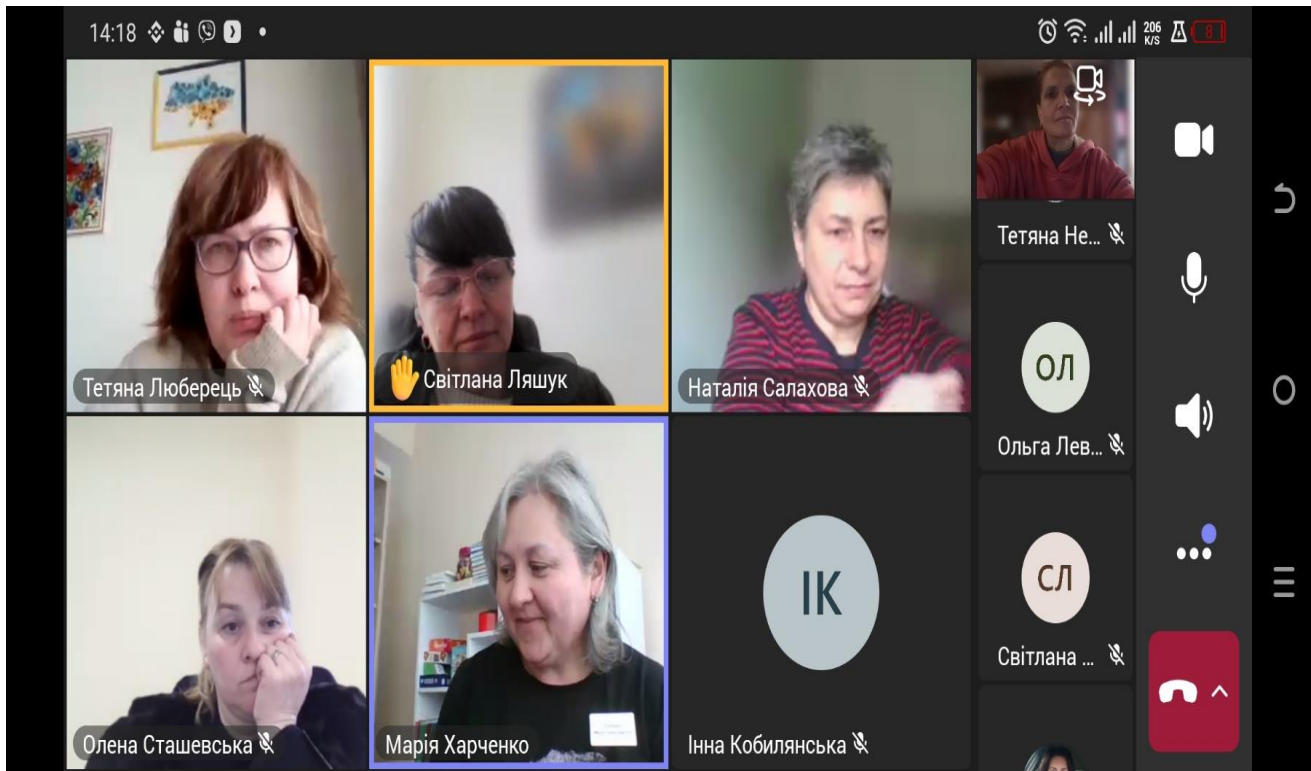 14:18
206
K/S
8
Тетяна Люберець
Світлана Ляшук
Наталія Салахова
Тетяна Не...
ОЛ
Ольга Лев...
Олена Сташевська
Марія Харченко
ІК
Інна Кобилянська
СЛ
Світлана ...